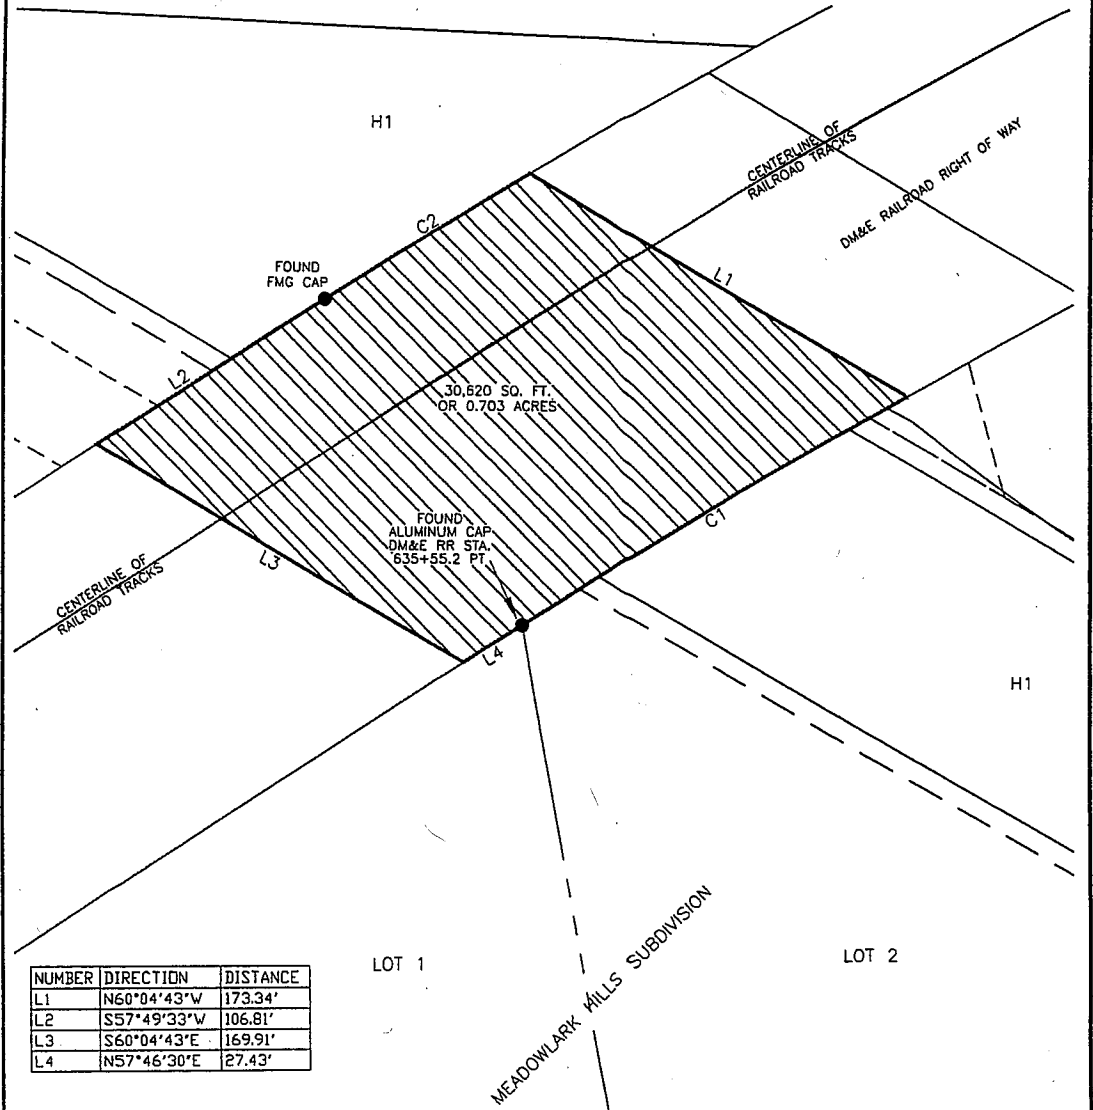 H1
CENTERLINE OF
RAILROAD TRACKS
DM&E RAILROAD RIGHT OF WAY
C2
FOUND
FMG CAP
L1
L2
30,620 SQ. FT.
OR 0.703 ACRES
FOUND
ALUMINUM CAP
DM&E RR STA.
635+55.2 PT
C1
L3
CENTERLINE OF
RAILROAD TRACKS
L4
H1
MEADOWLARK HILLS SUBDIVISION
LOT 1
LOT 2
NUMBER DIRECTION DISTANCE
L1 N60°04'43"W 173.34'
L2 S57°49'33"W 106.81'
L3 S60°04'43"E 169.91'
L4 N57°46'30"E 27.43'